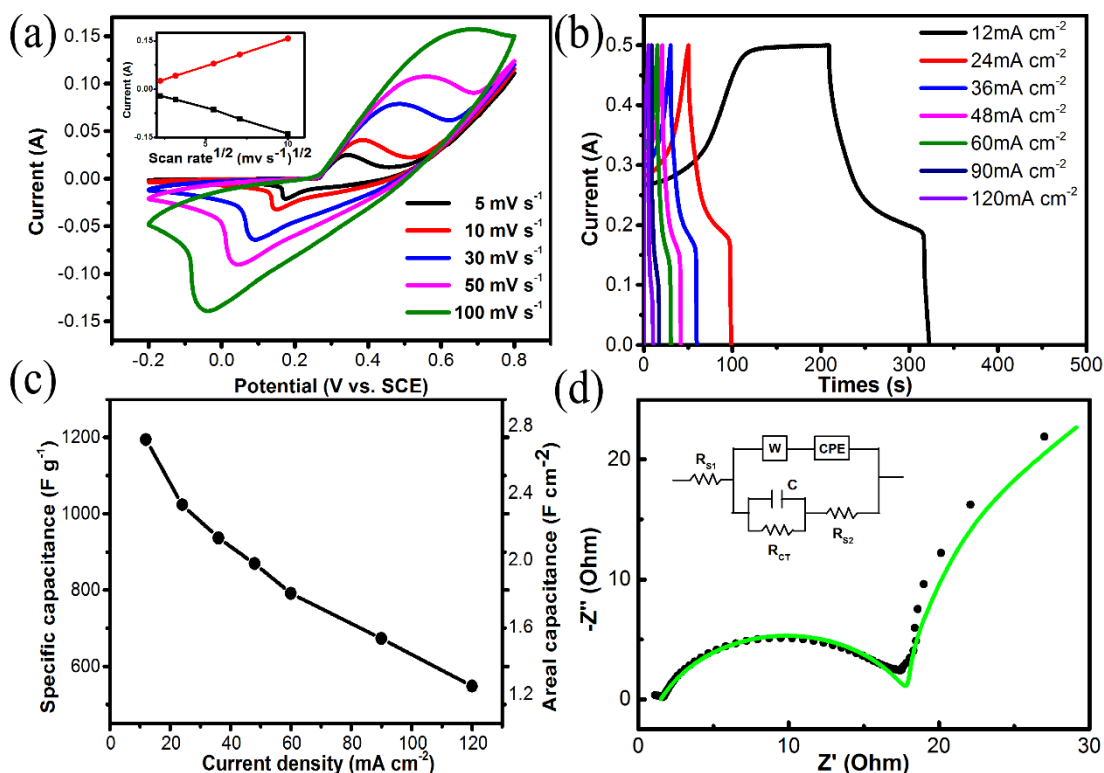 (a)
0.15
0.10
0.05
0.00
-0.05
-0.10
-0.15
Current (A)
-0.2 0.0 0.2 0.4 0.6 0.8
Potential (V vs. SCE)
0.15
0.00
-0.15
Current (A)
5 10
Scan rate^1/2 (mv s⁻¹)^1/2
5 mV s⁻¹
10 mV s⁻¹
30 mV s⁻¹
50 mV s⁻¹
100 mV s⁻¹
(b)
0.5
0.4
0.3
0.2
0.1
0.0
Current (A)
0 100 200 300 400 500
Times (s)
12mA cm⁻²
24mA cm⁻²
36mA cm⁻²
48mA cm⁻²
60mA cm⁻²
90mA cm⁻²
120mA cm⁻²
(c)
1200
1000
800
600
Specific capacitance (F g⁻¹)
2.8
2.4
2.0
1.6
1.2
Areal capacitance (F cm⁻²)
0 20 40 60 80 100 120
Current density (mA cm⁻²)
(d)
20
10
0
-Z'' (Ohm)
0 10 20 30
Z' (Ohm)
W CPE
R_S1
C
R_CT
R_S2